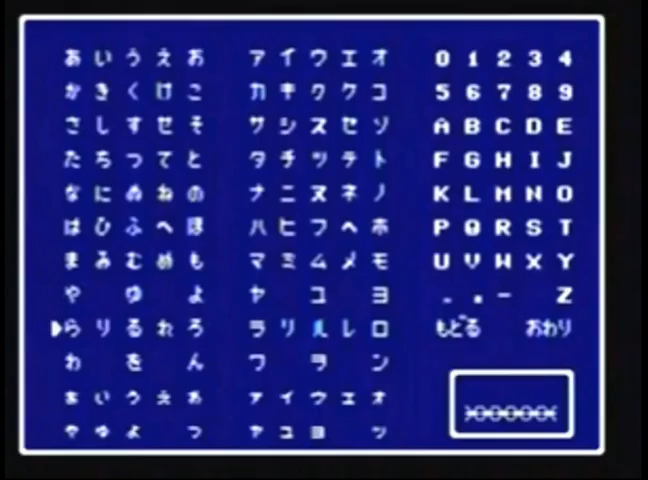 あいうえお アイウエオ 01234
かきくけこ カキククコ 56789
さしすせそ サシスセソ ABCDE
たちつてと タチツテト FGHIJ
なにぬねの ナニヌネノ KLMNO
はひふへほ ハヒフヘホ PQRST
まみむめも マミムメモ UVWXY
や ゆ よ ヤ ユ ヨ . . - Z
らりるれろ ラリルレロ もどる おわり
わ を ん ワ ヲ ン
ぁぃぅぇぉ ァィゥェォ
ゃゅょ っ ャュョ ッ